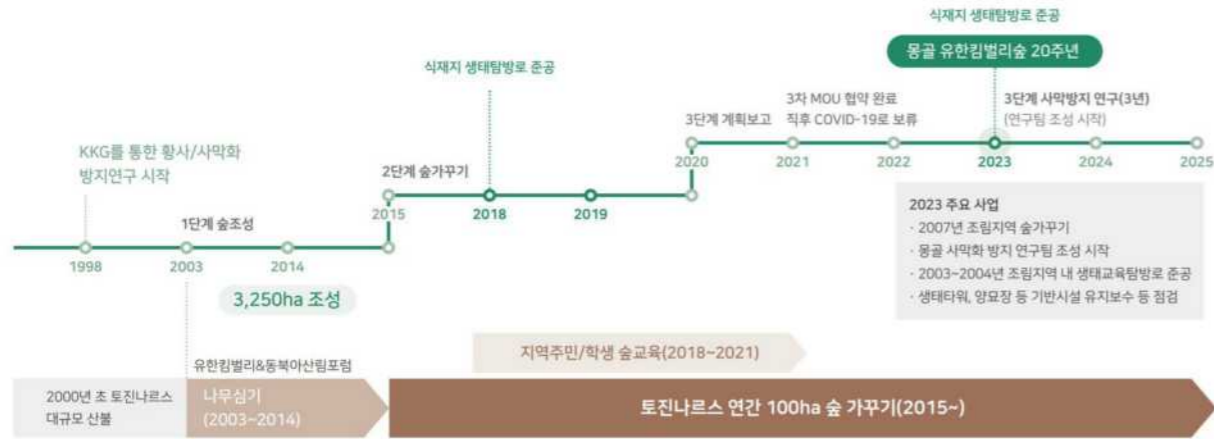 식재지 생태탐방로 준공
몽골 유한킴벌리숲 20주년
식재지 생태탐방로 준공
3단계 계획보고
3차 MOU 협약 완료
직후 COVID-19로 보류
3단계 사막방지 연구(3년)
(연구팀 조성 시작)
2020
2021
2022
2023
2024
2025
KKG를 통한 황사/사막화
방지연구 시작
2단계 숲가꾸기
2015
2018
2019
1단계 숲조성
1998
2003
2014
3,250ha 조성
2023 주요 사업
· 2007년 조림지역 숲가꾸기
· 몽골 사막화 방지 연구팀 조성 시작
· 2003~2004년 조림지역 내 생태교육탐방로 준공
· 생태타워, 양묘장 등 기반시설 유지보수 등 점검
지역주민/학생 숲교육(2018~2021)
유한킴벌리&동북아산림포럼
2000년 초 토진나르스
대규모 산불
나무심기
(2003~2014)
토진나르스 연간 100ha 숲 가꾸기(2015~)